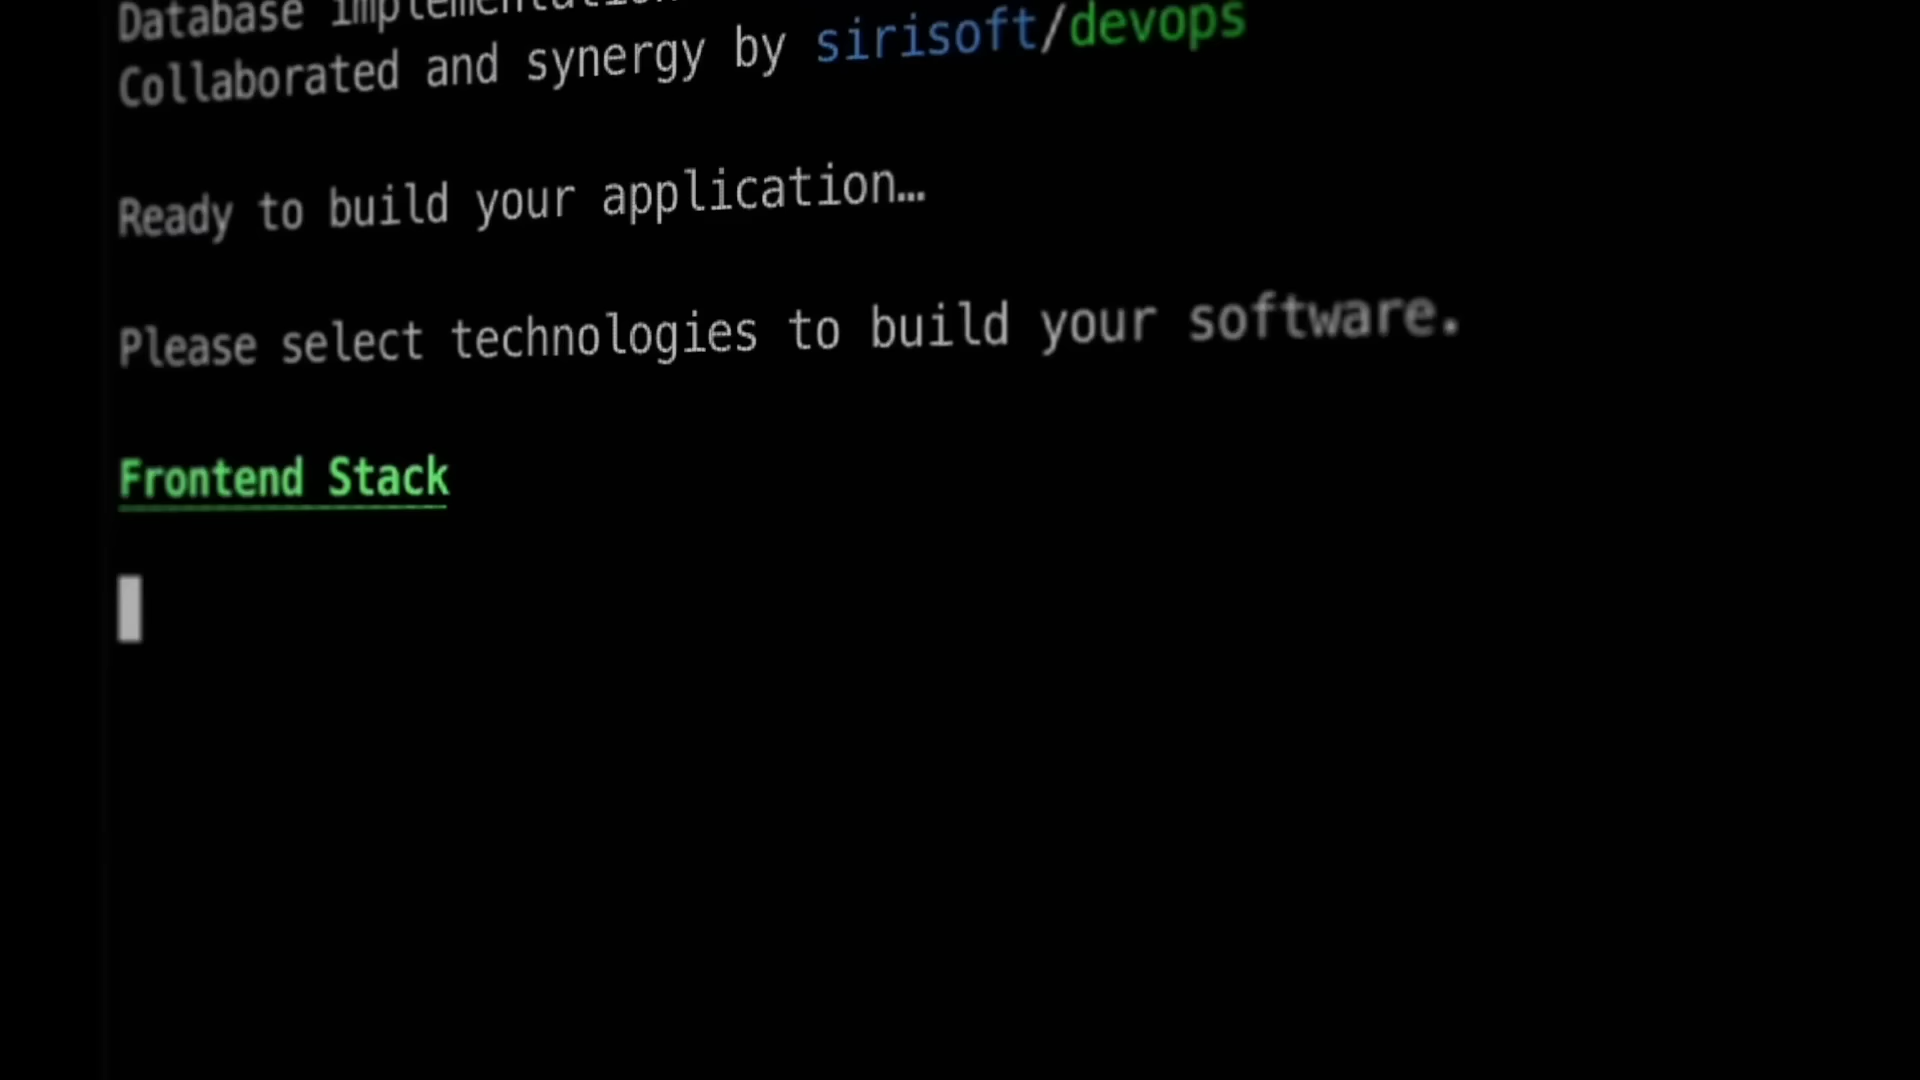 Database implementation
Collaborated and synergy by sirisoft/devops
Ready to build your application…
Please select technologies to build your software.
Frontend Stack